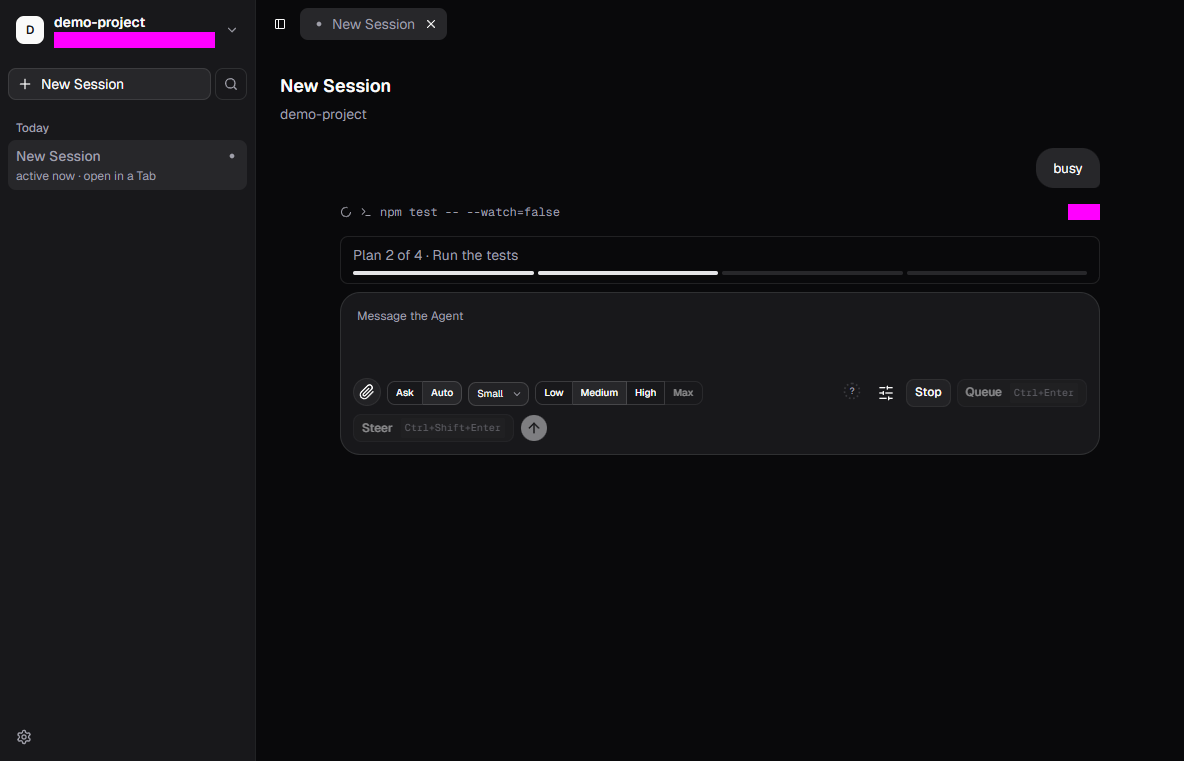 D
demo-project
New Session
Today
New Session
active now · open in a Tab
New Session
New Session
demo-project
busy
npm test -- --watch=false
Plan 2 of 4 · Run the tests
Message the Agent
Ask Auto Small Low Medium High Max ? Stop Queue Ctrl+Enter
Steer Ctrl+Shift+Enter